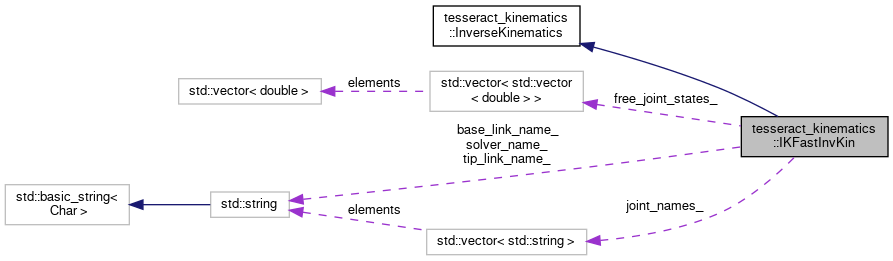 tesseract_kinematics
::InverseKinematics
std::vector< double >
elements
std::vector< std::vector
< double > >
free_joint_states_
tesseract_kinematics
::IKFastInvKin
base_link_name_
solver_name_
tip_link_name_
std::basic_string<
Char >
std::string
elements
joint_names_
std::vector< std::string >